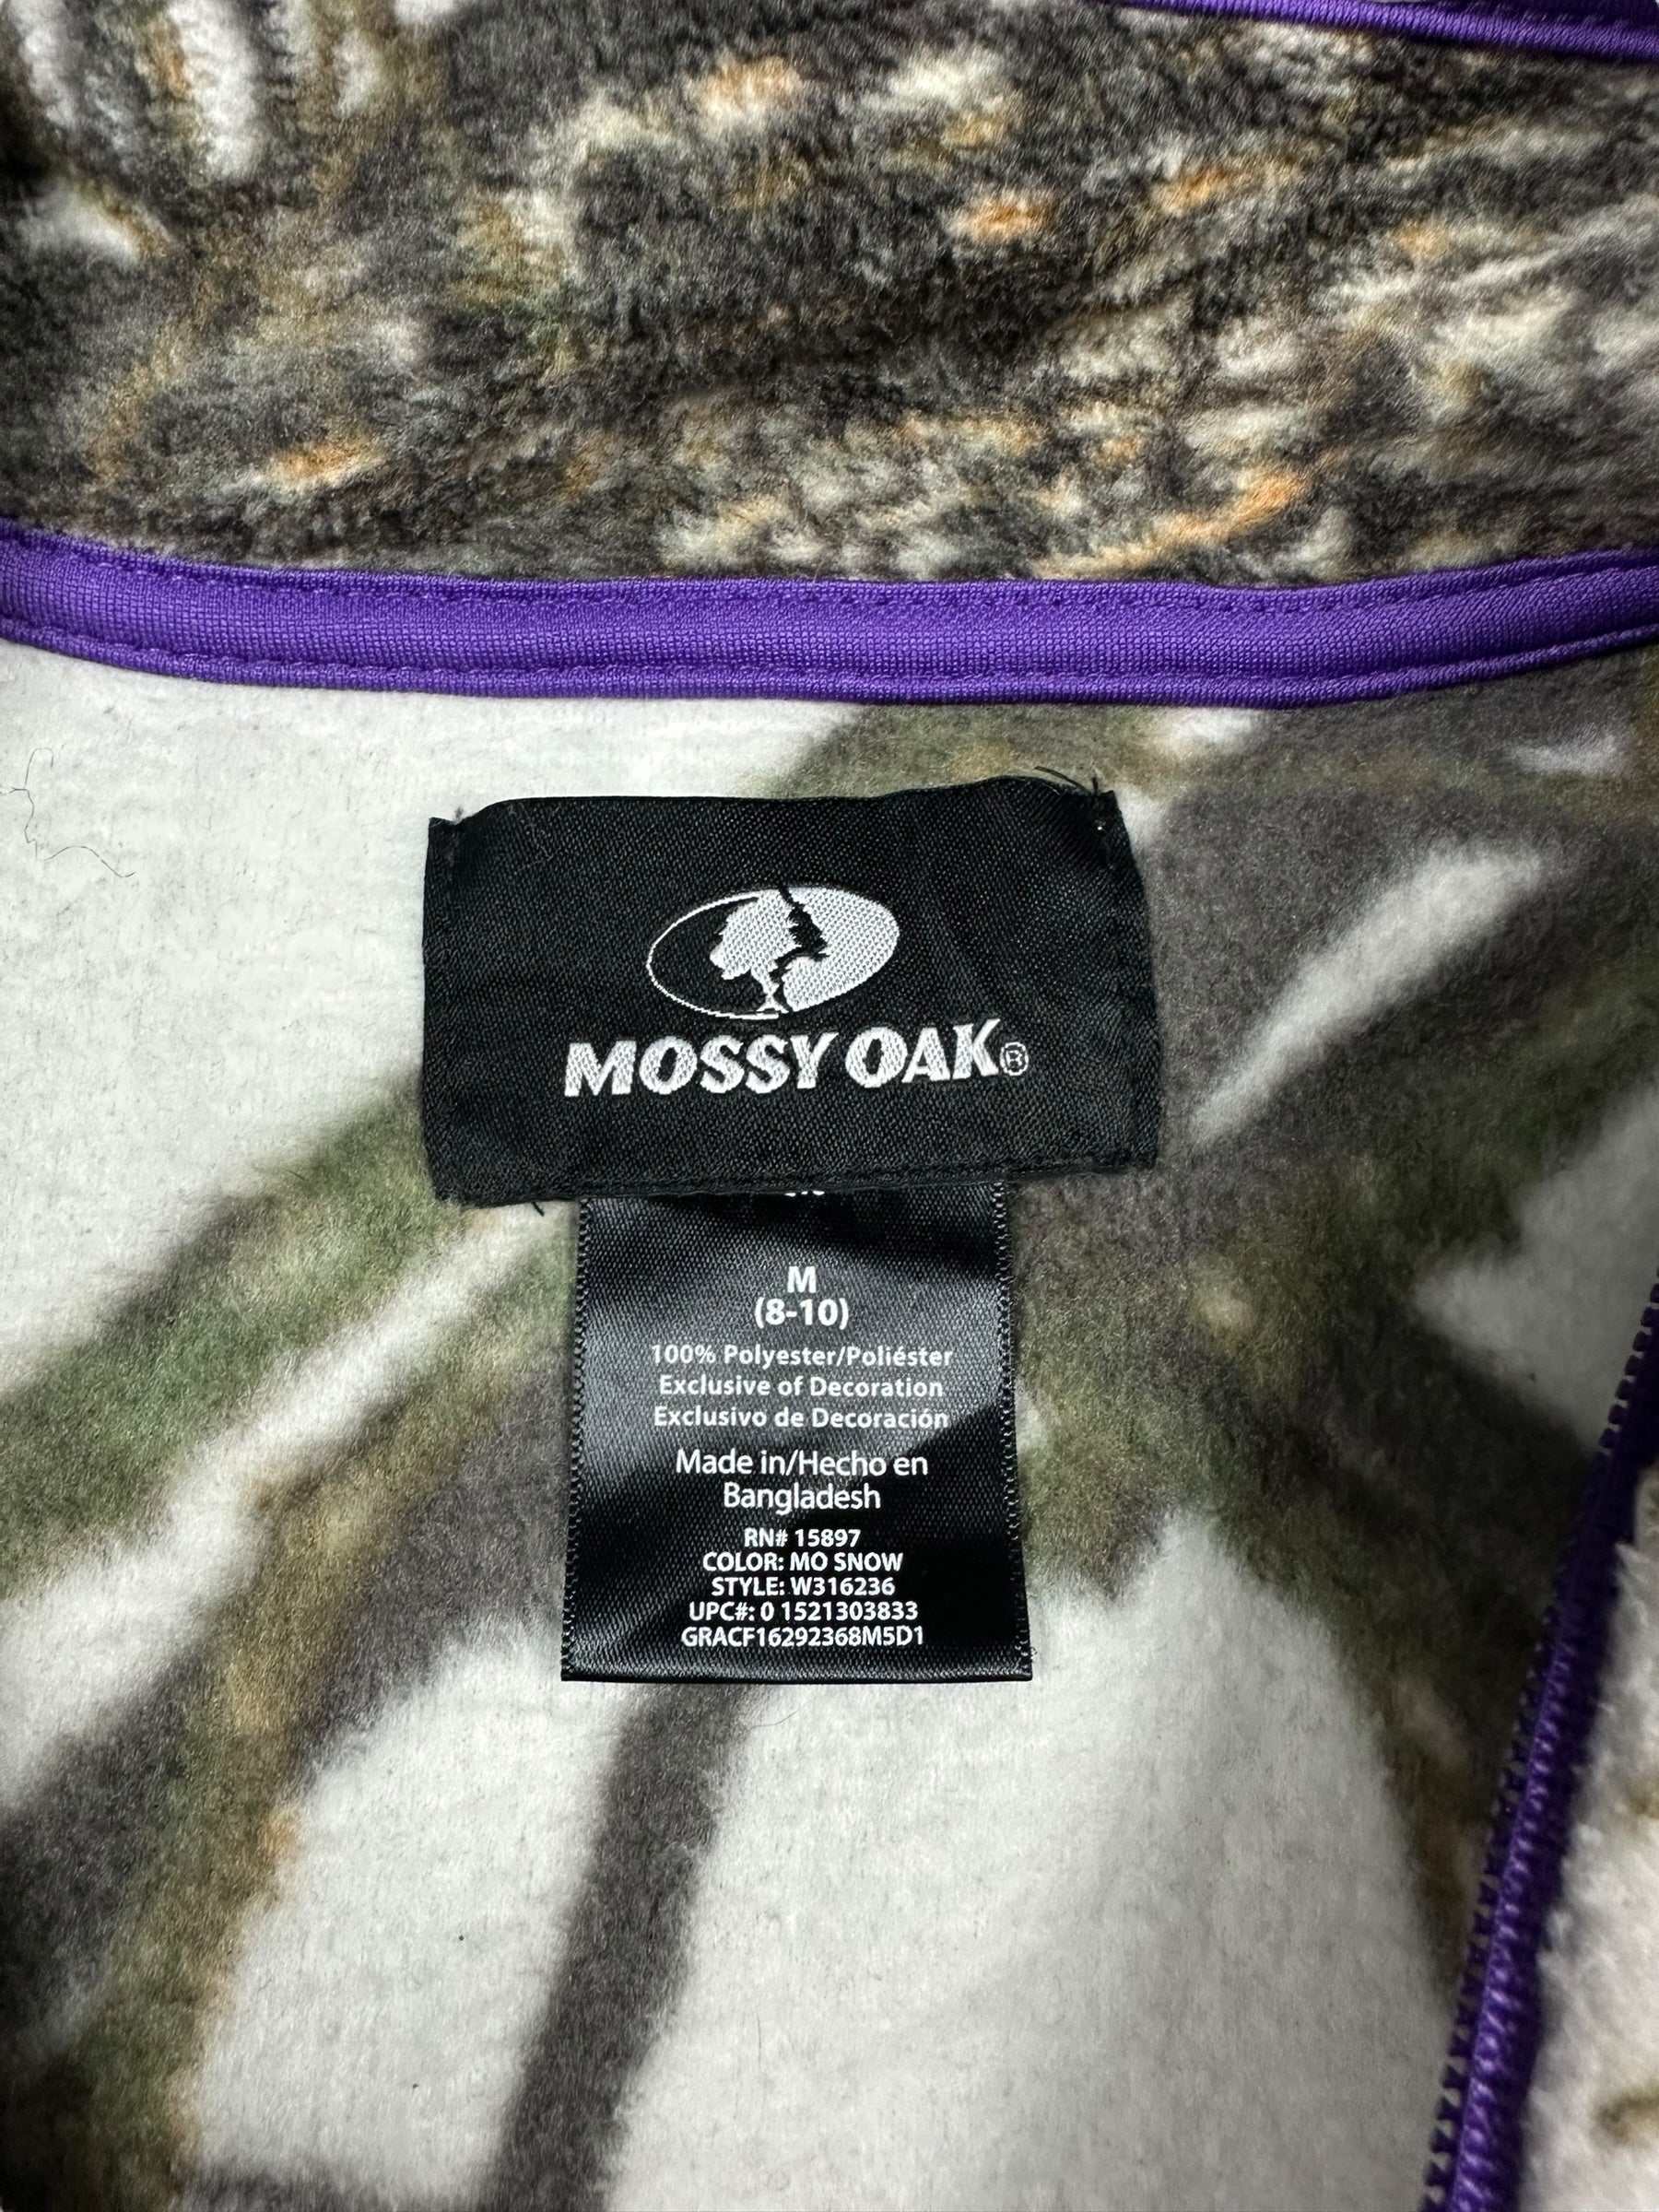 MOSSY OAK®
M
(8-10)
100% Polyester/Poliéster
Exclusive of Decoration
Exclusivo de Decoración
Made in/Hecho en
Bangladesh
RN# 15897
COLOR: MO SNOW
STYLE: W316236
UPC#: 0 1521303833
GRACF16292368M5D1